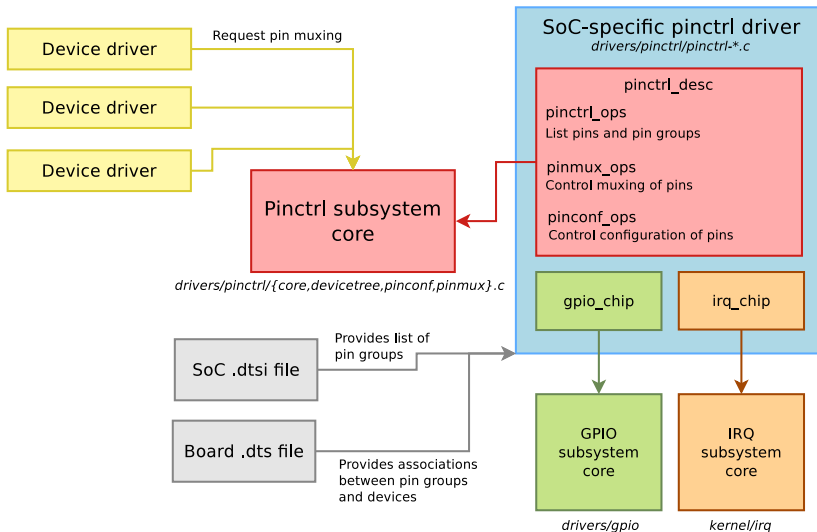 SoC-specific pinctrl driver
drivers/pinctrl/pinctrl-*.c
Device driver
Request pin muxing
Device driver
Device driver
pinctrl_desc
pinctrl_ops
List pins and pin groups
pinmux_ops
Control muxing of pins
pinconf_ops
Control configuration of pins
Pinctrl subsystem
core
drivers/pinctrl/{core,devicetree,pinconf,pinmux}.c
gpio_chip
irq_chip
SoC .dtsi file
Provides list of
pin groups
Board .dts file
Provides associations
between pin groups
and devices
GPIO
subsystem
core
drivers/gpio
IRQ
subsystem
core
kernel/irq